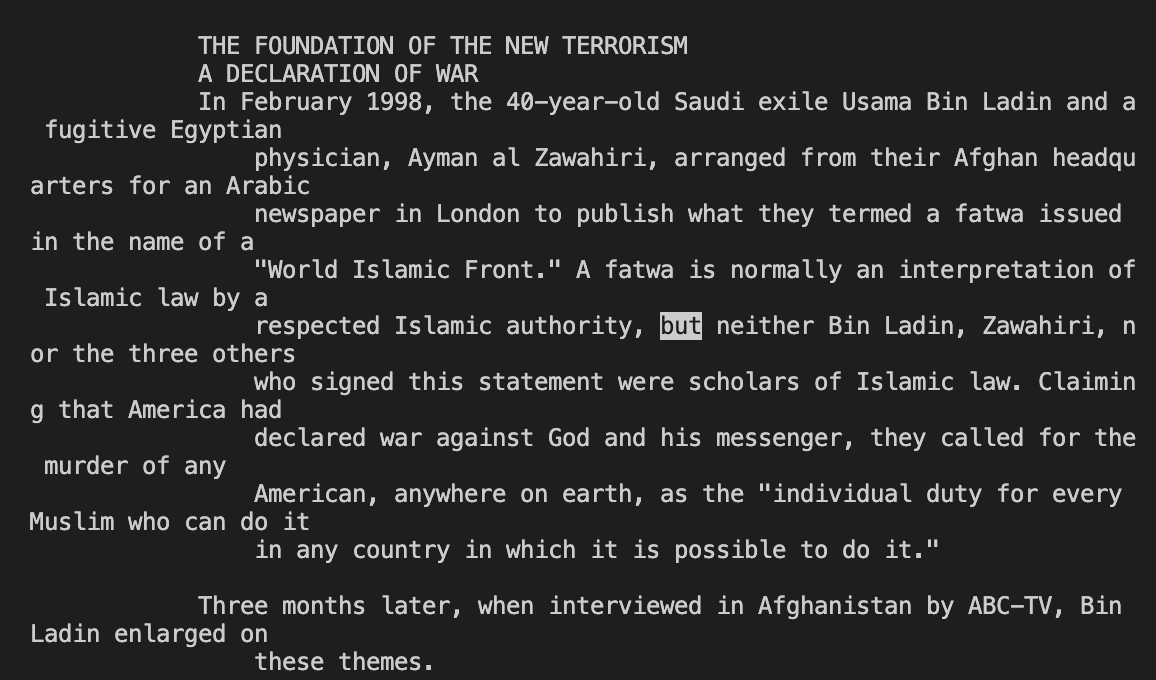 THE FOUNDATION OF THE NEW TERRORISM
A DECLARATION OF WAR
In February 1998, the 40-year-old Saudi exile Usama Bin Ladin and a
fugitive Egyptian
physician, Ayman al Zawahiri, arranged from their Afghan headqu
arters for an Arabic
newspaper in London to publish what they termed a fatwa issued
in the name of a
"World Islamic Front." A fatwa is normally an interpretation of
Islamic law by a
respected Islamic authority, but neither Bin Ladin, Zawahiri, n
or the three others
who signed this statement were scholars of Islamic law. Claimin
g that America had
declared war against God and his messenger, they called for the
murder of any
American, anywhere on earth, as the "individual duty for every
Muslim who can do it
in any country in which it is possible to do it."
Three months later, when interviewed in Afghanistan by ABC-TV, Bin
Ladin enlarged on
these themes.